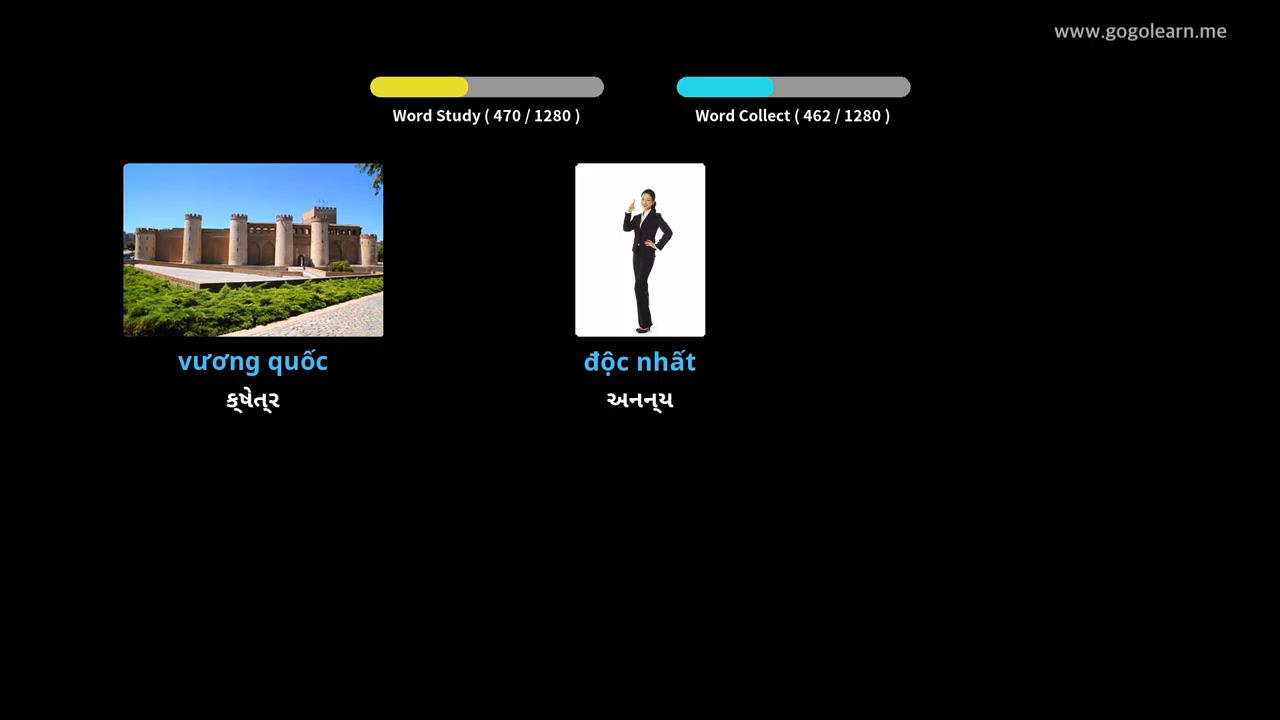 www.gogolearn.me
Word Study ( 470 / 1280 )
Word Collect ( 462 / 1280 )
vương quốc
ક્ષેત્ર
độc nhất
અનન્ય